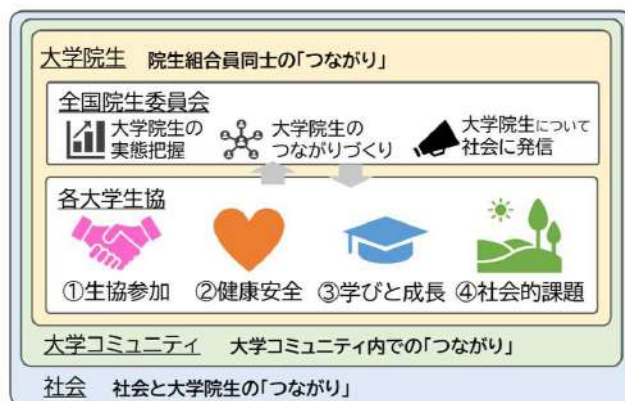 大学院生 院生組合員同士の「つながり」
全国院生委員会
大学院生の
実態把握
大学院生の
つながりづくり
大学院生について
社会に発信
各大学生協
①生協参加 ②健康安全 ③学びと成長 ④社会的課題
大学コミュニティ 大学コミュニティ内での「つながり」
社会 社会と大学院生の「つながり」